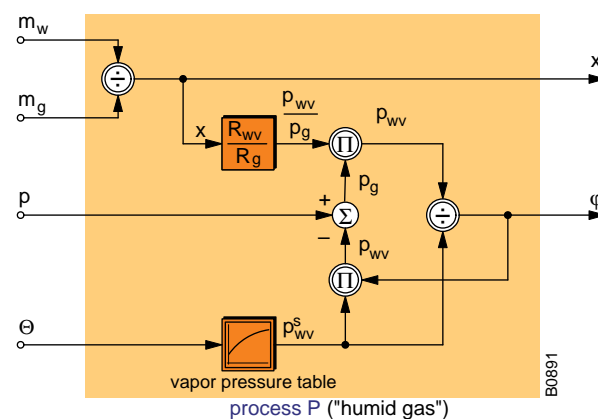 m_w
÷
x
m_g
x
R_wv
R_g
p_wv
p_g
Π
p_wv
p_g
p
+
Σ
−
÷
φ
p_wv
Π
Θ
p^s_wv
vapor pressure table
process P ("humid gas")
B0891